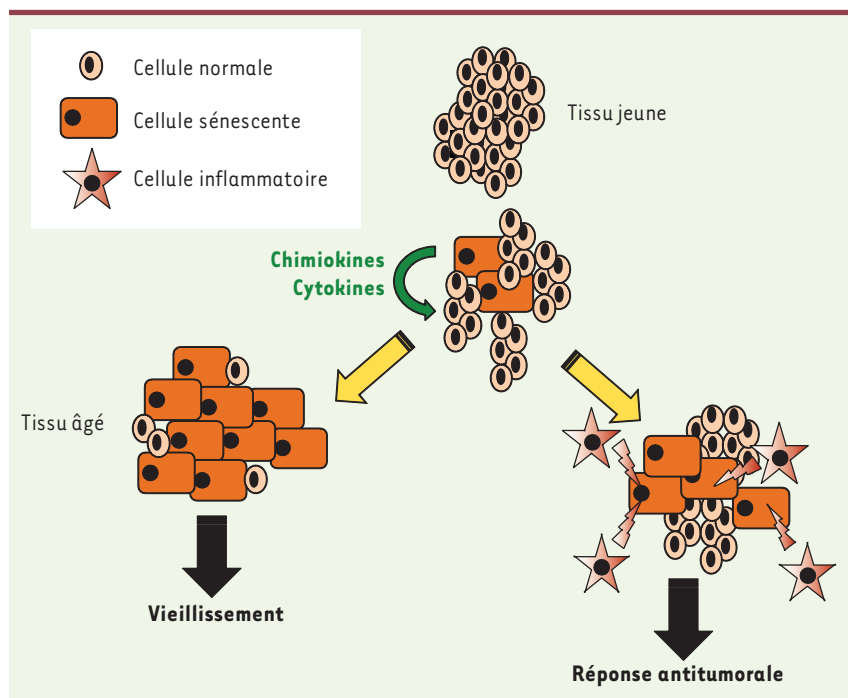 Cellule normale
Cellule sénescente
Cellule inflammatoire
Tissu jeune
Chimiokines
Cytokines
Tissu âgé
Vieillissement
Réponse antitumorale